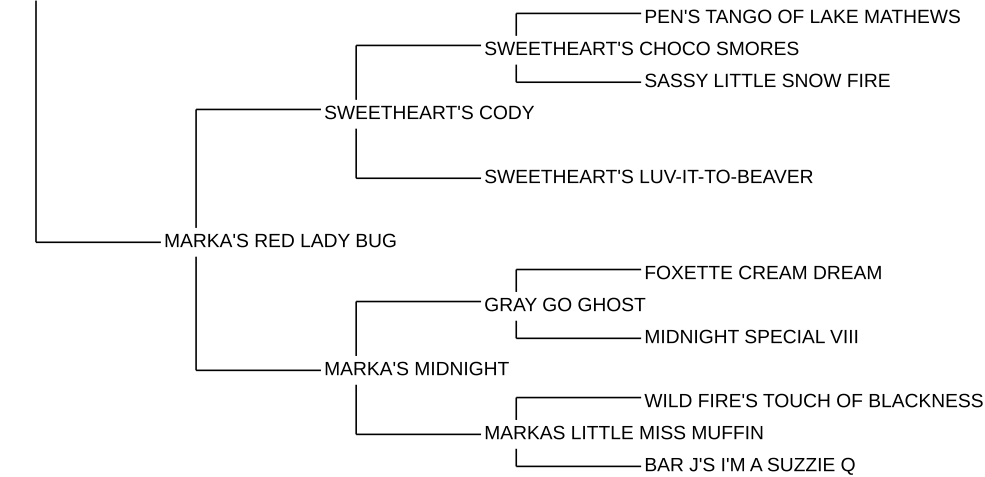 PEN'S TANGO OF LAKE MATHEWS
SWEETHEART'S CHOCO SMORES
SASSY LITTLE SNOW FIRE
SWEETHEART'S CODY
SWEETHEART'S LUV-IT-TO-BEAVER
MARKA'S RED LADY BUG
FOXETTE CREAM DREAM
GRAY GO GHOST
MIDNIGHT SPECIAL VIII
MARKA'S MIDNIGHT
WILD FIRE'S TOUCH OF BLACKNESS
MARKAS LITTLE MISS MUFFIN
BAR J'S I'M A SUZZIE Q